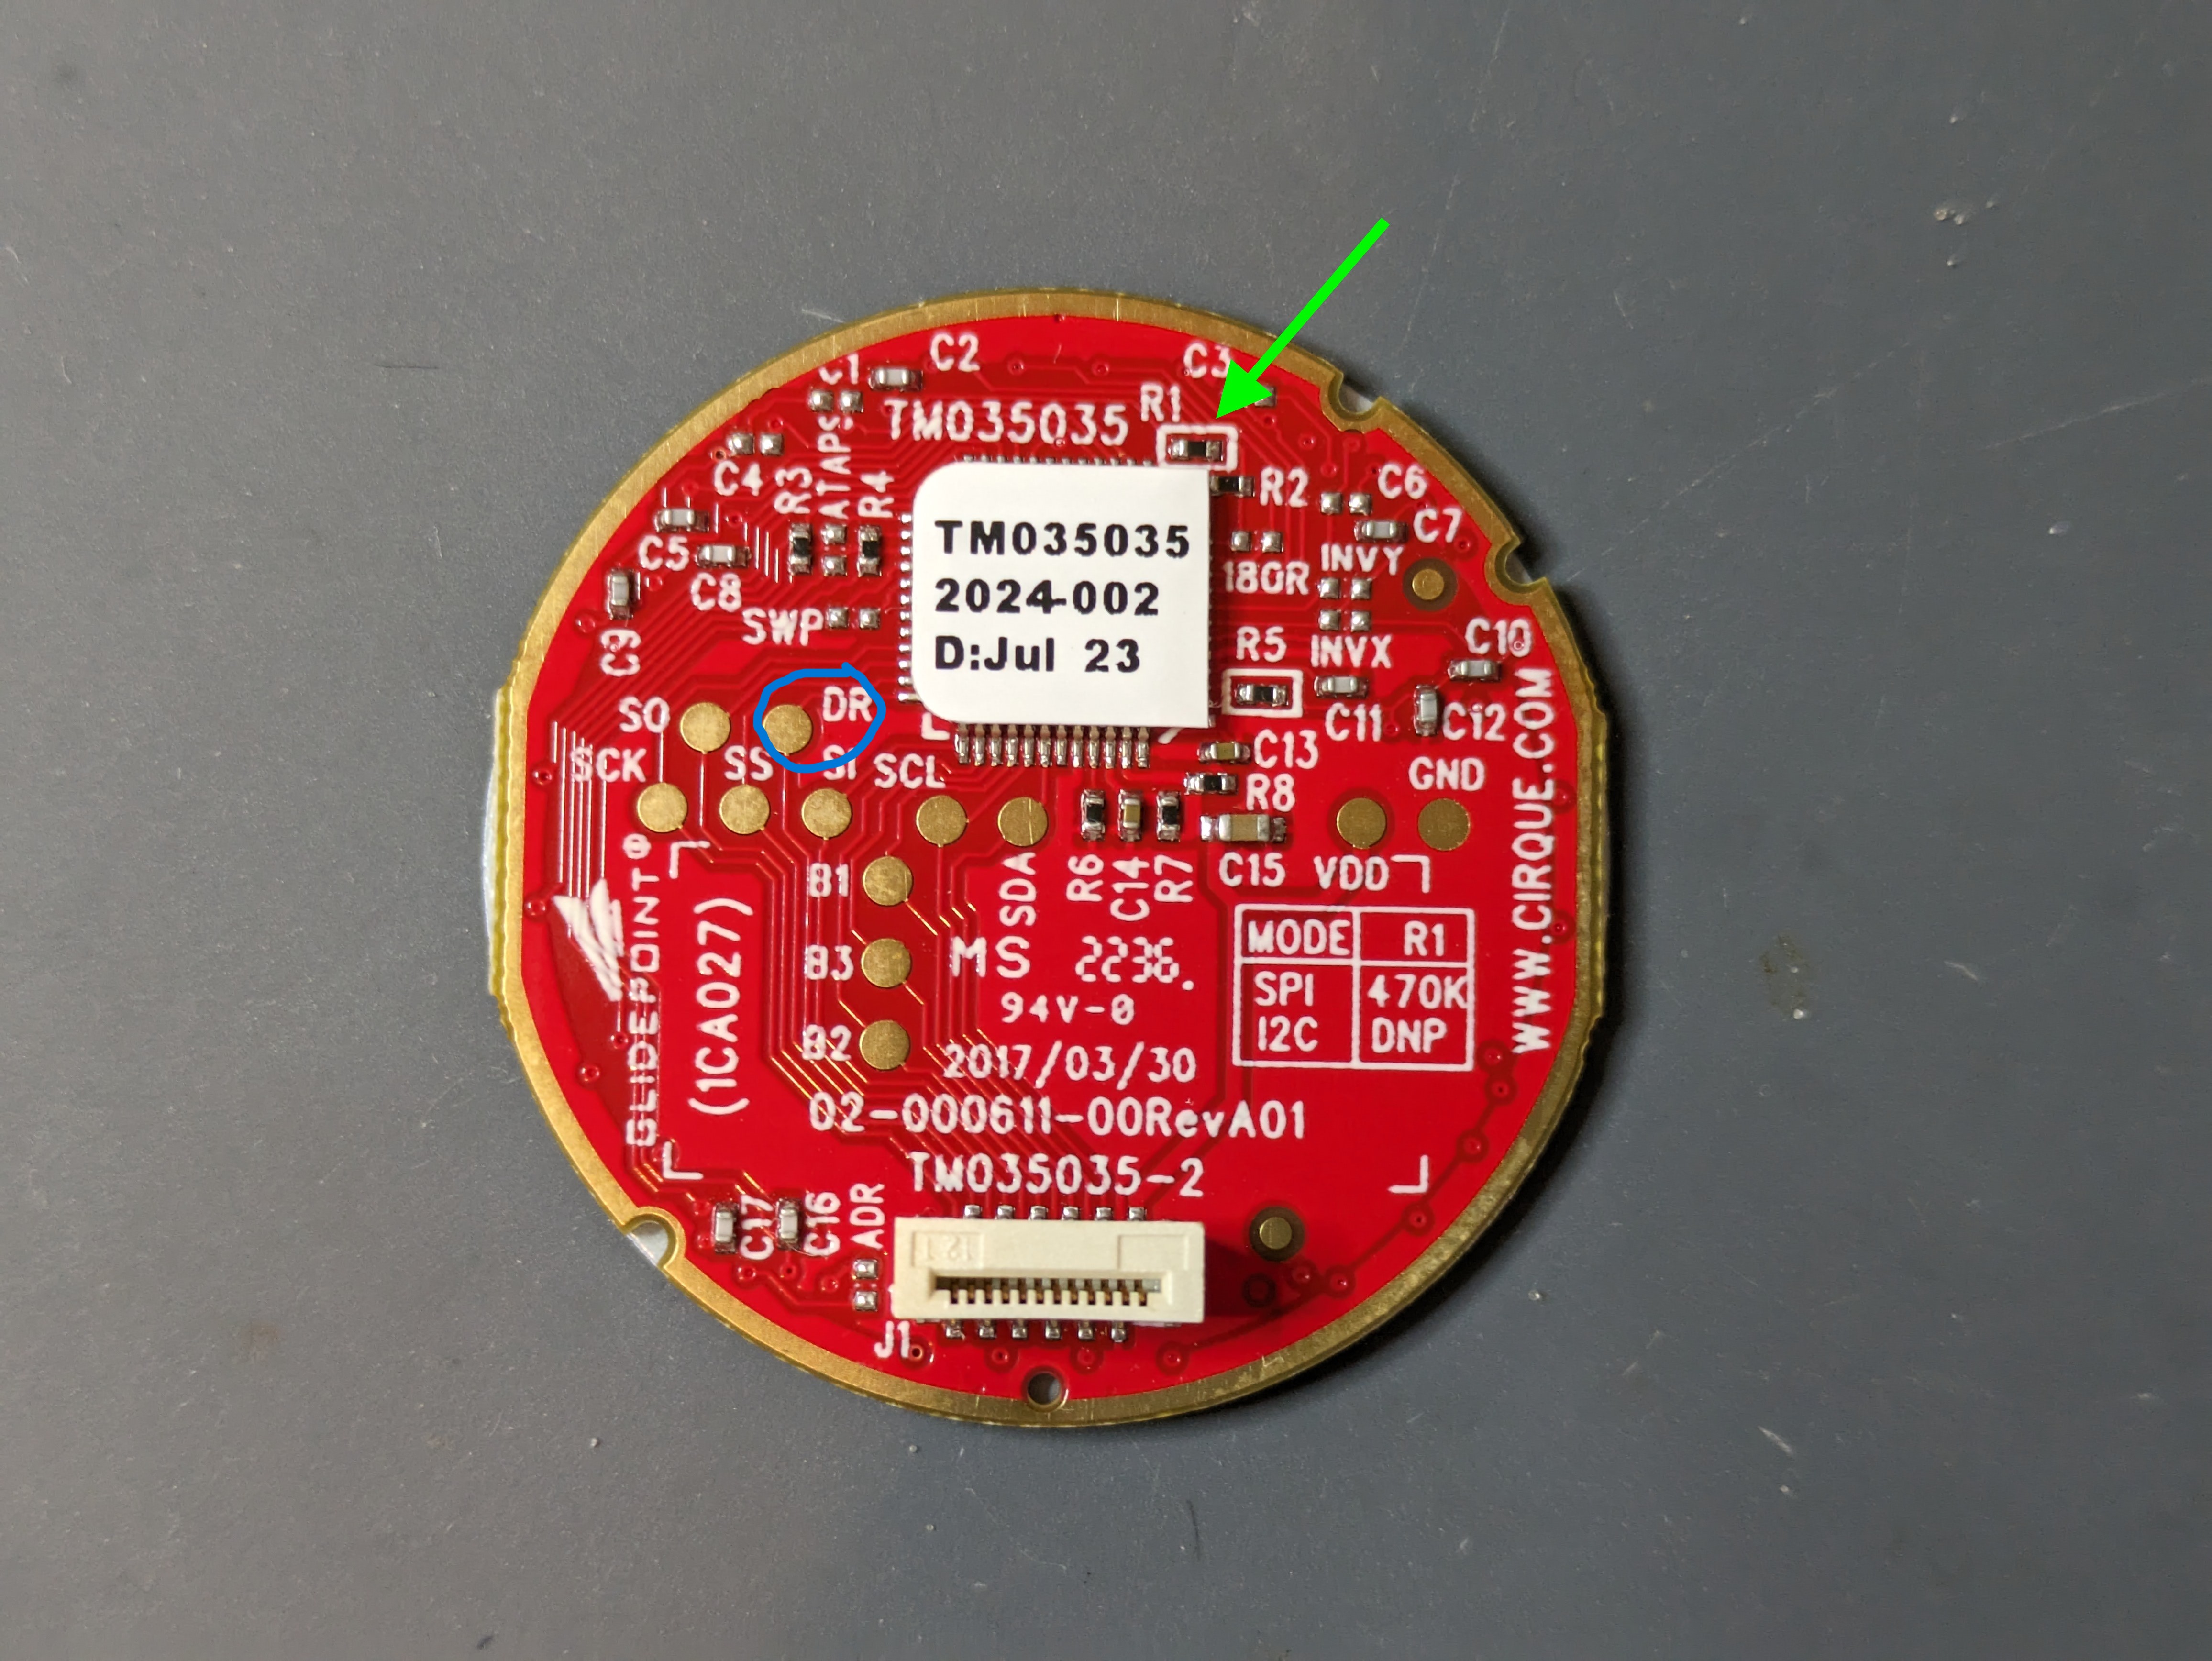 C1
C2
C3
R1
TM035035
C4
R3
ATAPS
R4
R2
C6
C7
C5
C8
C9
SWP
TM035035
2024-002
D:Jul 23
180R
INVY
INVX
R5
C10
C11
C12
SO
DR
SCK
SS
SI
SCL
C13
R8
GND
SDA
R6
C14
R7
C15
VDD
B1
B3
B2
GLIDEPOINT®
(1CA027)
MS
2236.
94V-0
2017/03/30
02-000611-00RevA01
TM035035-2
MODE R1
SPI 470K
I2C DNP
WWW.CIRQUE.COM
C17
C16
ADR
J1